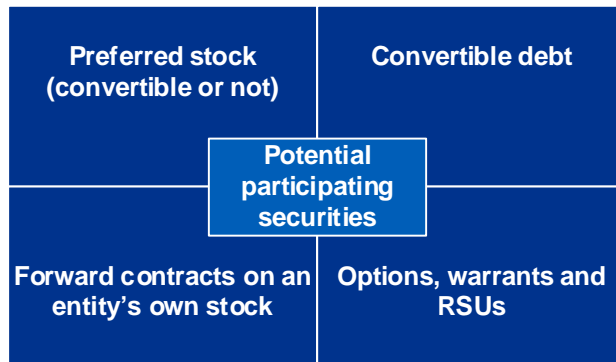 Preferred stock
(convertible or not)
Convertible debt
Potential
participating
securities
Forward contracts on an
entity's own stock
Options, warrants and
RSUs